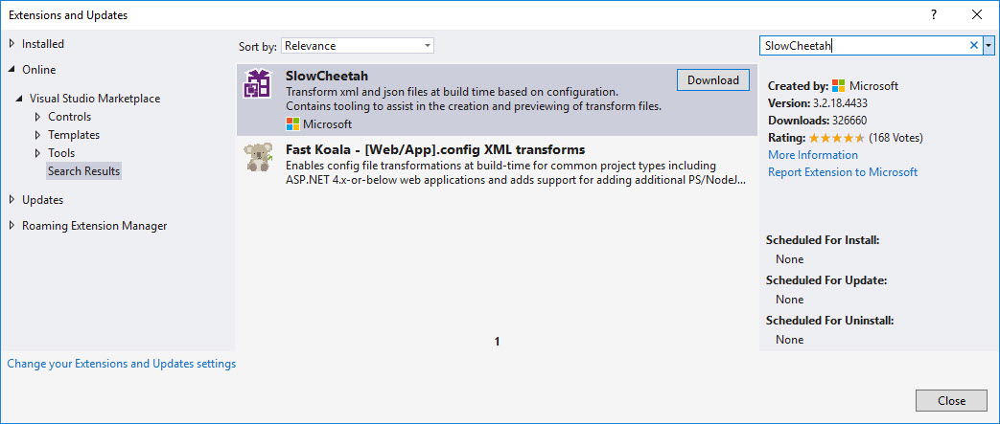 Extensions and Updates
?
Installed
Online
Visual Studio Marketplace
Controls
Templates
Tools
Search Results
Updates
Roaming Extension Manager
Change your Extensions and Updates settings
Sort by: Relevance
SlowCheetah
Download
Transform xml and json files at build time based on configuration.
Contains tooling to assist in the creation and previewing of transform files.
Microsoft
Fast Koala - [Web/App].config XML transforms
Enables config file transformations at build-time for common project types including
ASP.NET 4.x-or-below web applications and adds support for adding additional PS/NodeJ...
1
SlowCheetah
Created by: Microsoft
Version: 3.2.18.4433
Downloads: 326660
Rating: (168 Votes)
More Information
Report Extension to Microsoft
Scheduled For Install:
None
Scheduled For Update:
None
Scheduled For Uninstall:
None
Close